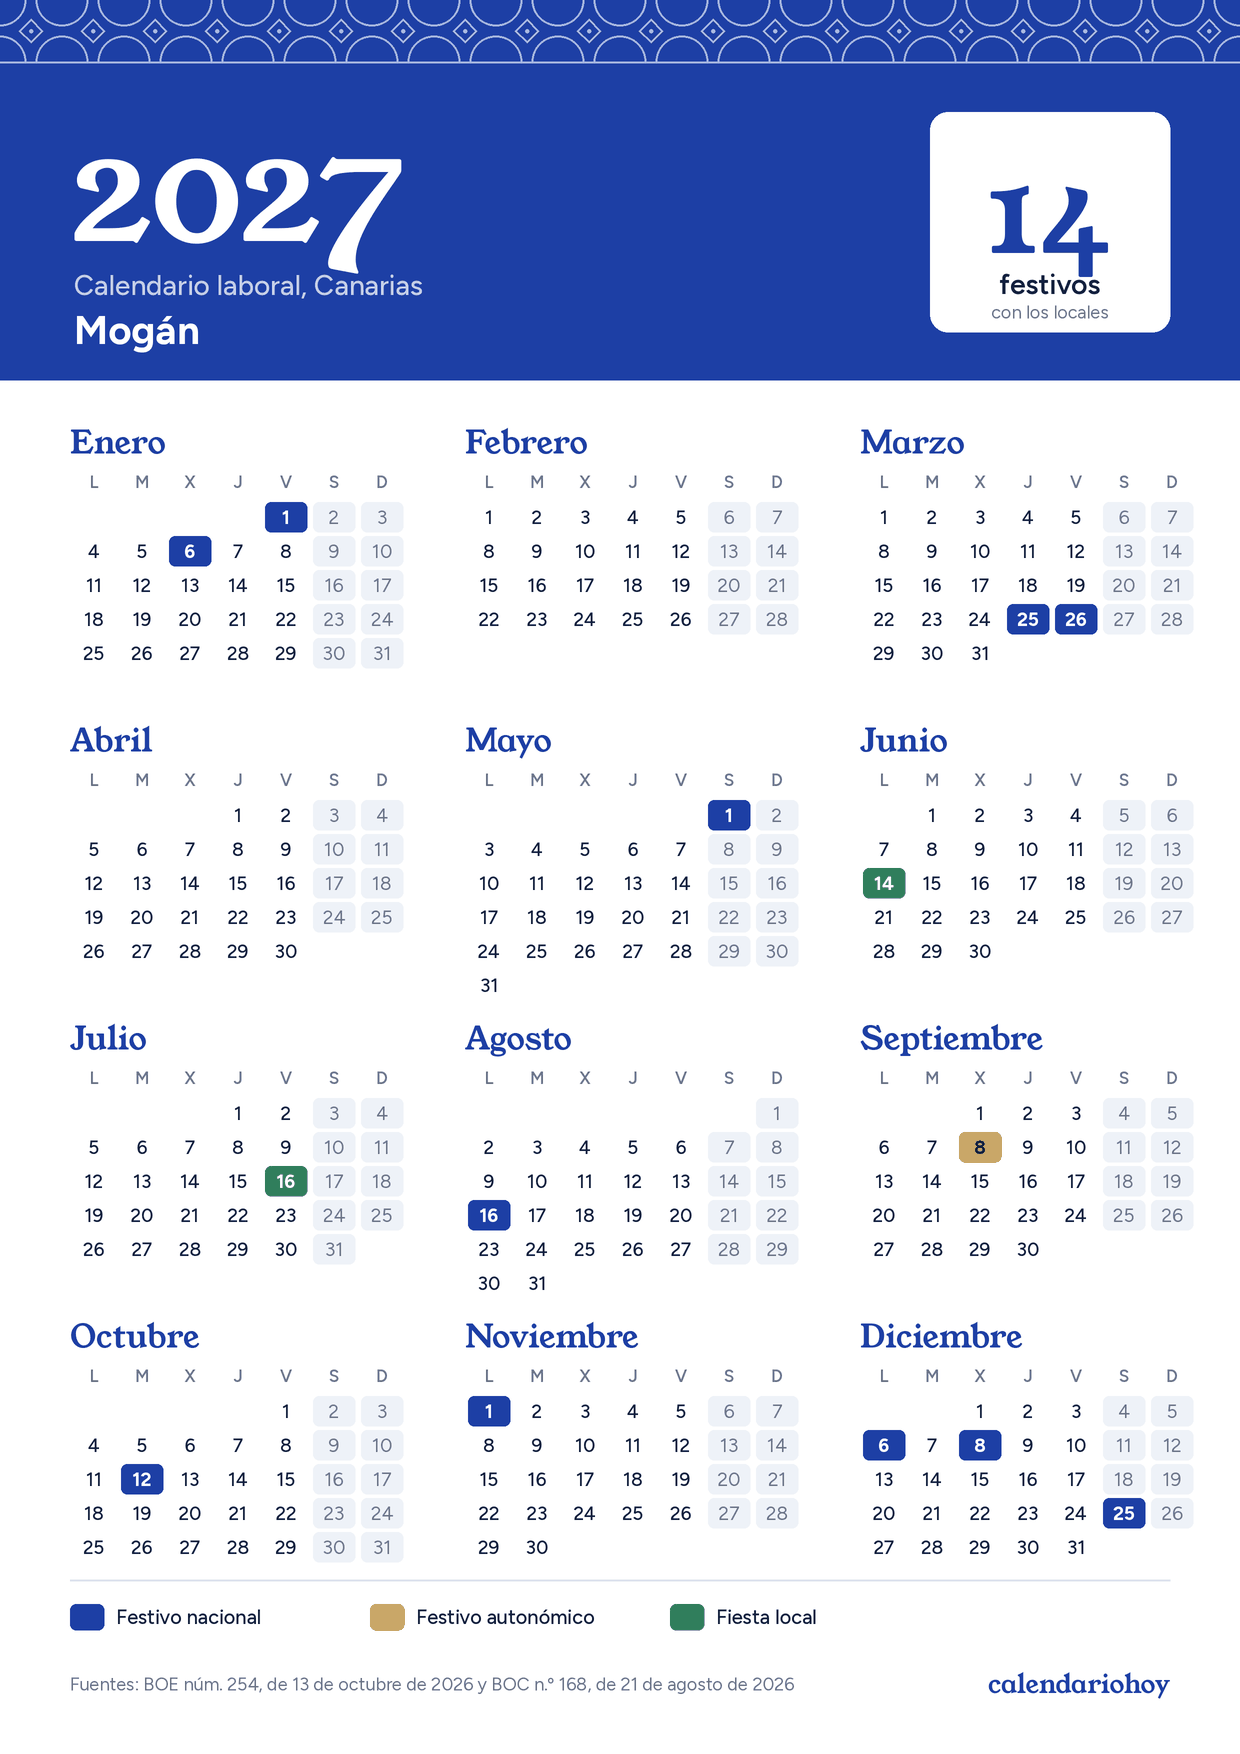 2027
Calendario laboral, Canarias
Mogán
14
festivos
con los locales
Enero
L M X J V S D
1 2 3
4 5 6 7 8 9 10
11 12 13 14 15 16 17
18 19 20 21 22 23 24
25 26 27 28 29 30 31
Febrero
L M X J V S D
1 2 3 4 5 6 7
8 9 10 11 12 13 14
15 16 17 18 19 20 21
22 23 24 25 26 27 28
Marzo
L M X J V S D
1 2 3 4 5 6 7
8 9 10 11 12 13 14
15 16 17 18 19 20 21
22 23 24 25 26 27 28
29 30 31
Abril
L M X J V S D
1 2 3 4
5 6 7 8 9 10 11
12 13 14 15 16 17 18
19 20 21 22 23 24 25
26 27 28 29 30
Mayo
L M X J V S D
1 2
3 4 5 6 7 8 9
10 11 12 13 14 15 16
17 18 19 20 21 22 23
24 25 26 27 28 29 30
31
Junio
L M X J V S D
1 2 3 4 5 6
7 8 9 10 11 12 13
14 15 16 17 18 19 20
21 22 23 24 25 26 27
28 29 30
Julio
L M X J V S D
1 2 3 4
5 6 7 8 9 10 11
12 13 14 15 16 17 18
19 20 21 22 23 24 25
26 27 28 29 30 31
Agosto
L M X J V S D
1
2 3 4 5 6 7 8
9 10 11 12 13 14 15
16 17 18 19 20 21 22
23 24 25 26 27 28 29
30 31
Septiembre
L M X J V S D
1 2 3 4 5
6 7 8 9 10 11 12
13 14 15 16 17 18 19
20 21 22 23 24 25 26
27 28 29 30
Octubre
L M X J V S D
1 2 3
4 5 6 7 8 9 10
11 12 13 14 15 16 17
18 19 20 21 22 23 24
25 26 27 28 29 30 31
Noviembre
L M X J V S D
1 2 3 4 5 6 7
8 9 10 11 12 13 14
15 16 17 18 19 20 21
22 23 24 25 26 27 28
29 30
Diciembre
L M X J V S D
1 2 3 4 5
6 7 8 9 10 11 12
13 14 15 16 17 18 19
20 21 22 23 24 25 26
27 28 29 30 31
Festivo nacional
Festivo autonómico
Fiesta local
Fuentes: BOE núm. 254, de 13 de octubre de 2026 y BOC n.º 168, de 21 de agosto de 2026
calendariohoy